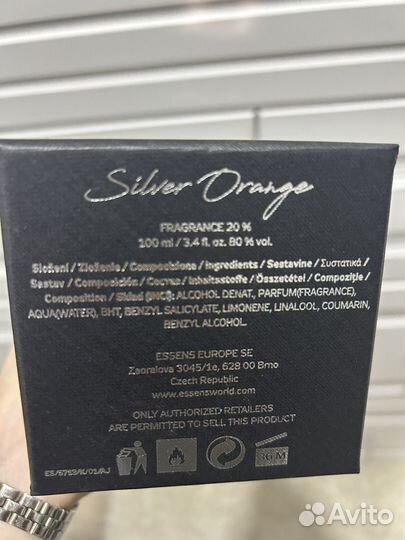 Silver Orange
FRAGRANCE 20 %
100 ml / 3.4 fl. oz. 80 % vol.
Složení / Zloženie / Compositions / Ingredients / Sestavine / Συστατικά /
Sastav / Composición / Состав / Inhaltsstoffe / Összetétel / Compoziție /
Composition / Skład (INCI): ALCOHOL DENAT., PARFUM(FRAGRANCE),
AQUA(WATER), BHT, BENZYL SALICYLATE, LIMONENE, LINALOOL, COUMARIN,
BENZYL ALCOHOL.
ESSENS EUROPE SE
Zaoralova 3045/1e, 628 00 Brno
Czech Republic
www.essensworld.com
ONLY AUTHORIZED RETAILERS
ARE PERMITTED TO SELL THIS PRODUCT
36 M
Avito